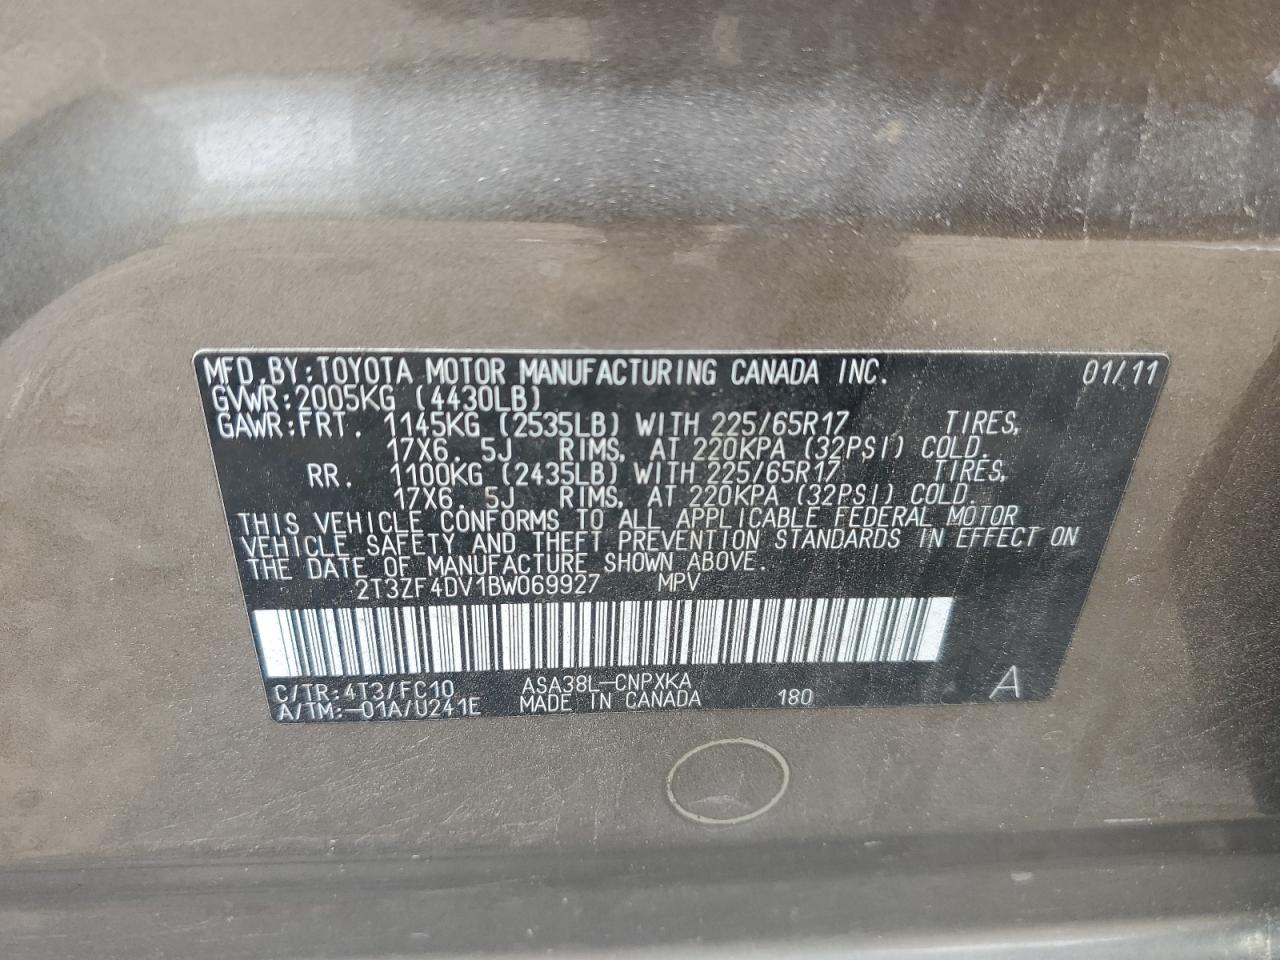 MFD.BY:TOYOTA MOTOR MANUFACTURING CANADA INC. 01/11
GVWR:2005KG (4430LB)
GAWR:FRT. 1145KG (2535LB) WITH 225/65R17 TIRES,
17X6.5J RIMS, AT 220KPA (32PSI) COLD.
RR. 1100KG (2435LB) WITH 225/65R17 TIRES,
17X6.5J RIMS, AT 220KPA (32PSI) COLD.
THIS VEHICLE CONFORMS TO ALL APPLICABLE FEDERAL MOTOR
VEHICLE SAFETY AND THEFT PREVENTION STANDARDS IN EFFECT ON
THE DATE OF MANUFACTURE SHOWN ABOVE.
2T3ZF4DV1BW069927 MPV
C/TR:4T3/FC10 ASA38L-CNPXKA
A/TM:-01A/U241E MADE IN CANADA 180 A